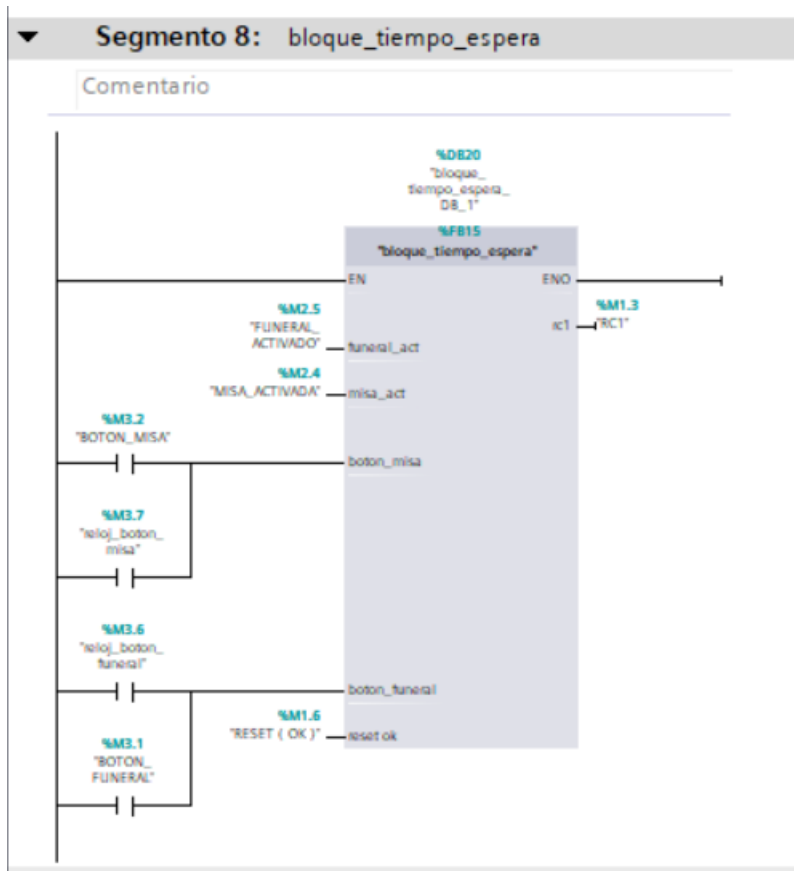 Segmento 8: bloque_tiempo_espera
Comentario
%DB20
"bloque_
tiempo_espera_
DB_1"
%FB15
"bloque_tiempo_espera"
EN
ENO
%M2.5
"FUNERAL_
ACTIVADO"
funeral_act
%M1.3
"RC1"
rc1
%M2.4
"MISA_ACTIVADA"
misa_act
%M3.2
"BOTON_MISA"
boton_misa
%M3.7
"reloj_boton_
misa"
%M3.6
"reloj_boton_
funeral"
boton_funeral
%M1.6
"RESET ( OK )"
reset ok
%M3.1
"BOTON_
FUNERAL"